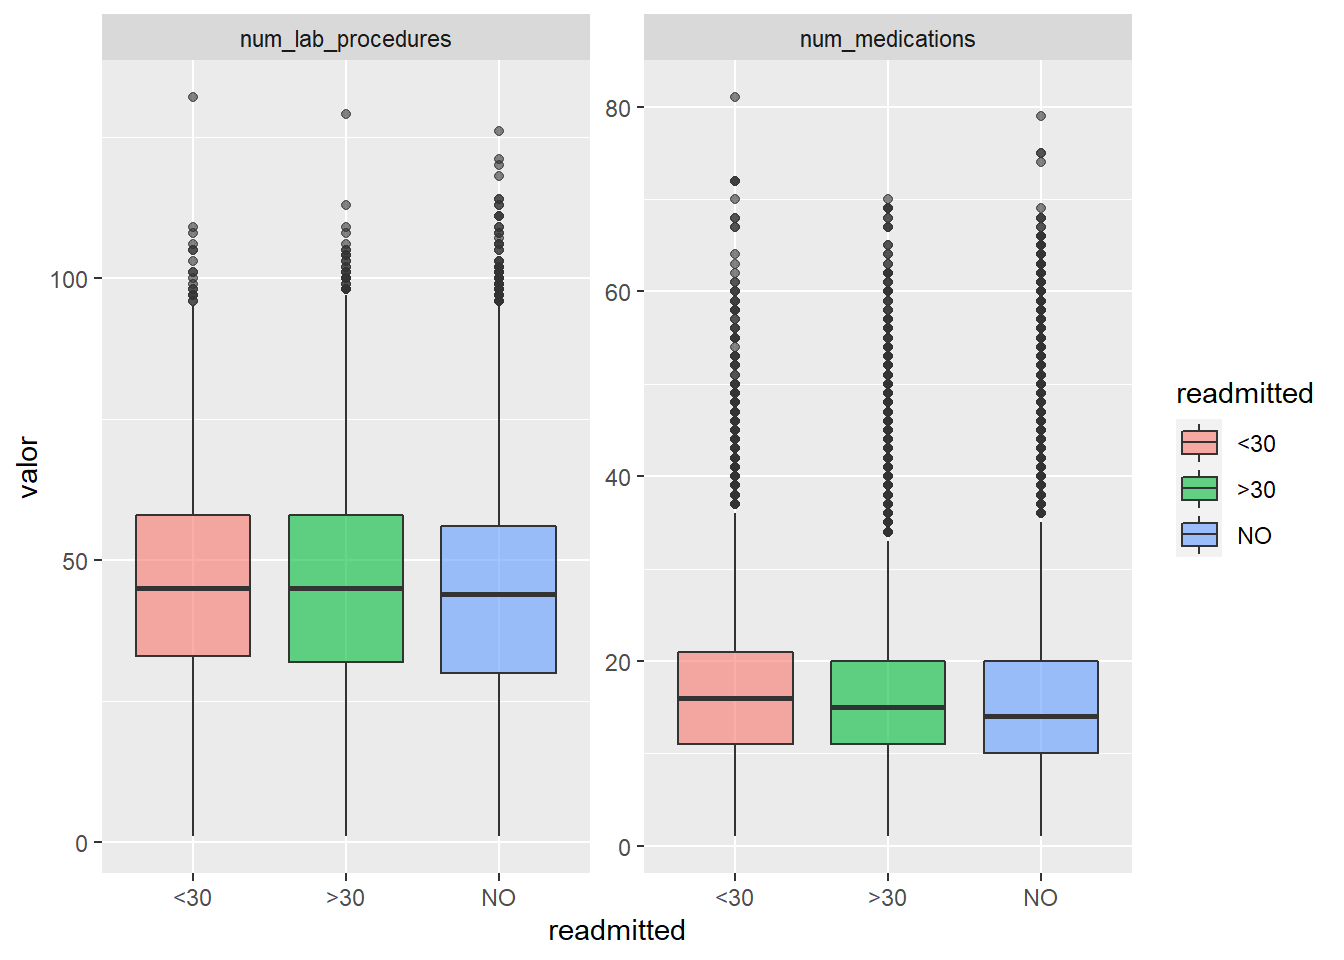 num_lab_procedures
num_medications
valor
100
50
0
80
60
40
20
0
<30
>30
NO
<30
>30
NO
readmitted
readmitted
<30
>30
NO